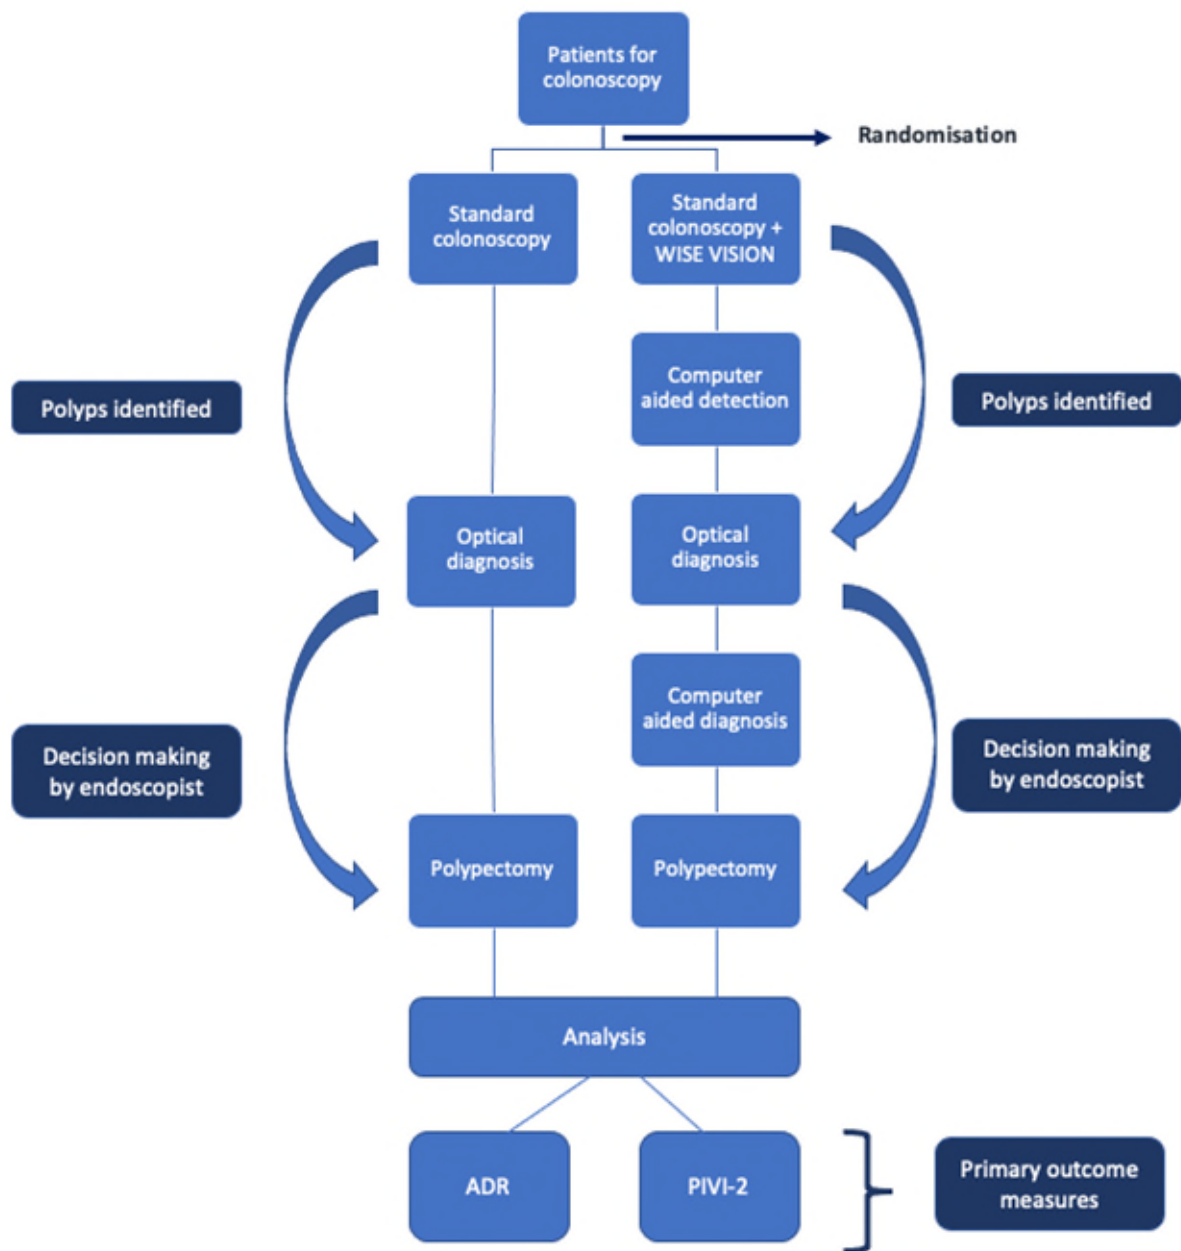 Patients for
colonoscopy
Randomisation
Standard
colonoscopy
Standard
colonoscopy +
WISE VISION
Computer
aided detection
Polyps identified
Polyps identified
Optical
diagnosis
Optical
diagnosis
Computer
aided diagnosis
Decision making
by endoscopist
Decision making
by endoscopist
Polypectomy
Polypectomy
Analysis
ADR
PIVI-2
Primary outcome
measures